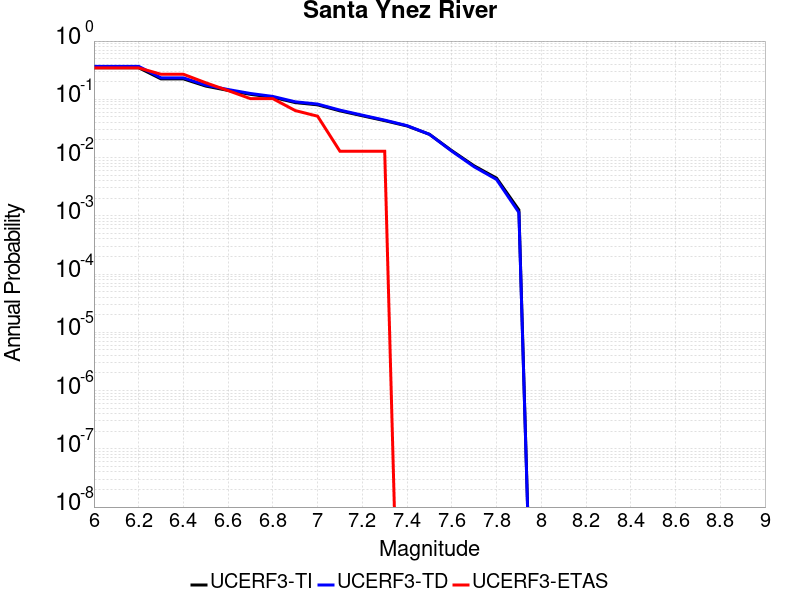 Santa Ynez River
10^0
10^-1
10^-2
10^-3
10^-4
10^-5
10^-6
10^-7
10^-8
Annual Probability
6 6.2 6.4 6.6 6.8 7 7.2 7.4 7.6 7.8 8 8.2 8.4 8.6 8.8 9
Magnitude
UCERF3-TI UCERF3-TD UCERF3-ETAS